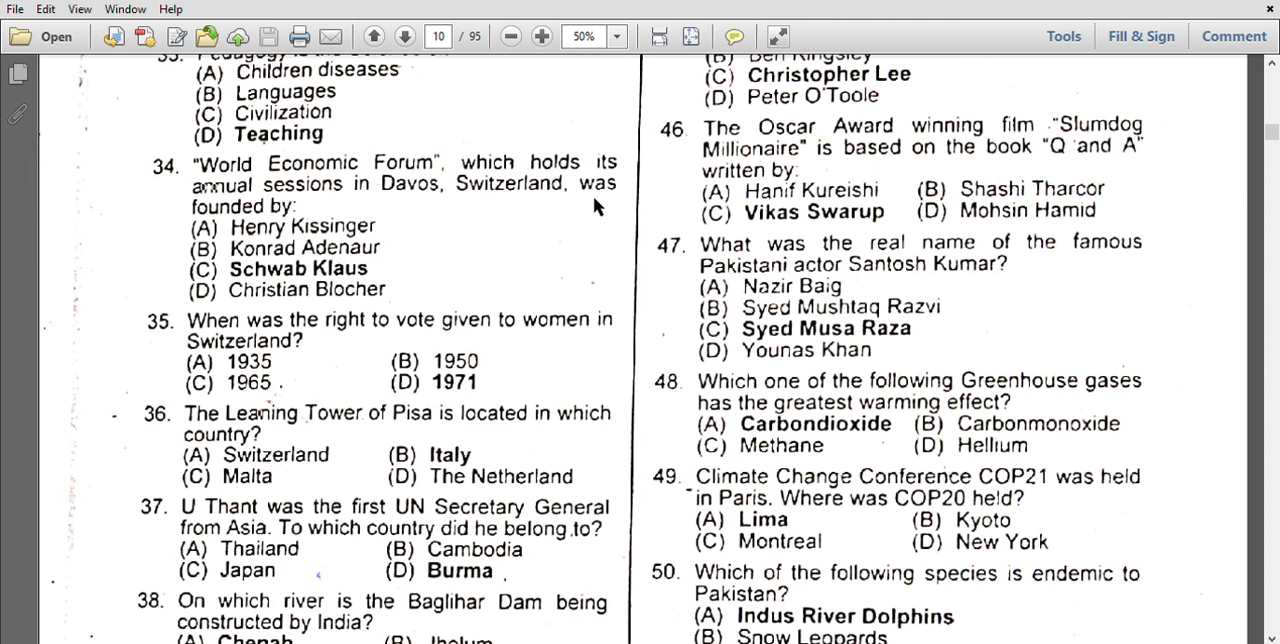 File Edit View Window Help
Open 10 / 95 50% Tools Fill & Sign Comment
(A) Children diseases
(B) Languages
(C) Civilization
(D) Teaching
34. "World Economic Forum", which holds its
annual sessions in Davos, Switzerland, was
founded by:
(A) Henry Kissinger
(B) Konrad Adenaur
(C) Schwab Klaus
(D) Christian Blocher
35. When was the right to vote given to women in
Switzerland?
(A) 1935 (B) 1950
(C) 1965 (D) 1971
36. The Leaning Tower of Pisa is located in which
country?
(A) Switzerland (B) Italy
(C) Malta (D) The Netherland
37. U Thant was the first UN Secretary General
from Asia. To which country did he belong to?
(A) Thailand (B) Cambodia
(C) Japan (D) Burma
38. On which river is the Baglihar Dam being
constructed by India?
(A) Chenab (B) Jhelum
(B) Ben Kingsley
(C) Christopher Lee
(D) Peter O'Toole
46. The Oscar Award winning film "Slumdog
Millionaire" is based on the book "Q and A"
written by:
(A) Hanif Kureishi (B) Shashi Tharcor
(C) Vikas Swarup (D) Mohsin Hamid
47. What was the real name of the famous
Pakistani actor Santosh Kumar?
(A) Nazir Baig
(B) Syed Mushtaq Razvi
(C) Syed Musa Raza
(D) Younas Khan
48. Which one of the following Greenhouse gases
has the greatest warming effect?
(A) Carbondioxide (B) Carbonmonoxide
(C) Methane (D) Hellium
49. Climate Change Conference COP21 was held
in Paris. Where was COP20 held?
(A) Lima (B) Kyoto
(C) Montreal (D) New York
50. Which of the following species is endemic to
Pakistan?
(A) Indus River Dolphins
(B) Snow Leopards